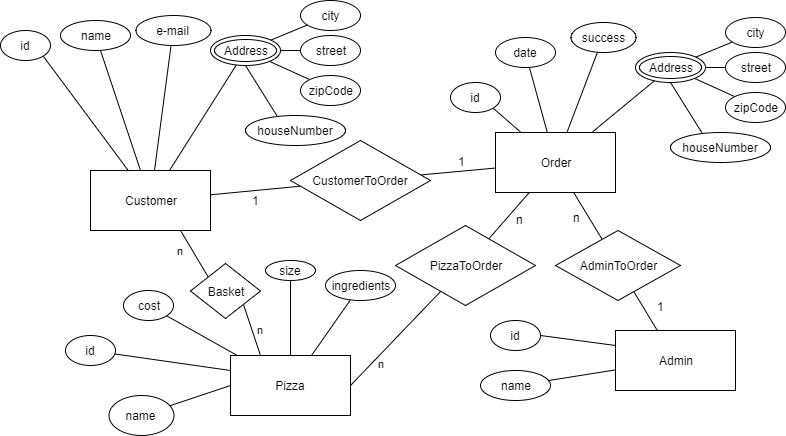 city
name
e-mail
id
Address
street
zipCode
houseNumber
city
success
date
Address
street
id
zipCode
houseNumber
CustomerToOrder
1
Order
Customer
1
n
n
n
PizzaToOrder
AdminToOrder
size
ingredients
Basket
cost
1
n
id
id
Pizza
n
Admin
name
name